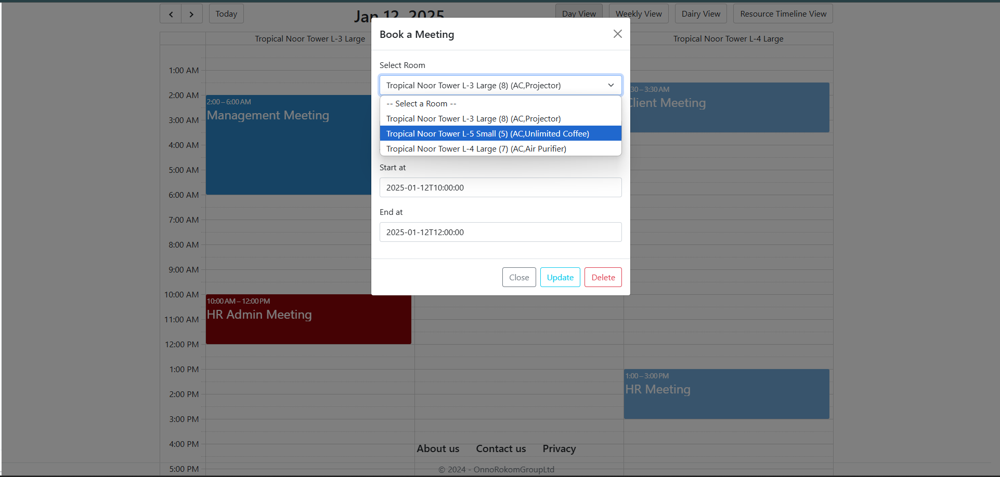 Today
Jan 12, 2025
Day View
Weekly View
Dairy View
Resource Timeline View
Tropical Noor Tower L-3 Large
Tropical Noor Tower L-4 Large
Book a Meeting
Select Room
Tropical Noor Tower L-3 Large (8) (AC,Projector)
-- Select a Room --
Tropical Noor Tower L-3 Large (8) (AC,Projector)
Tropical Noor Tower L-5 Small (5) (AC,Unlimited Coffee)
Tropical Noor Tower L-4 Large (7) (AC,Air Purifier)
Start at
2025-01-12T10:00:00
End at
2025-01-12T12:00:00
Close
Update
Delete
1:00 AM
2:00 AM
3:00 AM
4:00 AM
5:00 AM
6:00 AM
7:00 AM
8:00 AM
9:00 AM
10:00 AM
11:00 AM
12:00 PM
1:00 PM
2:00 PM
3:00 PM
4:00 PM
5:00 PM
2:00 – 6:00 AM
Management Meeting
10:00 AM – 12:00 PM
HR Admin Meeting
:30 – 3:30 AM
Client Meeting
1:00 – 3:00 PM
HR Meeting
About us
Contact us
Privacy
© 2024 - OnnoRokomGroupLtd